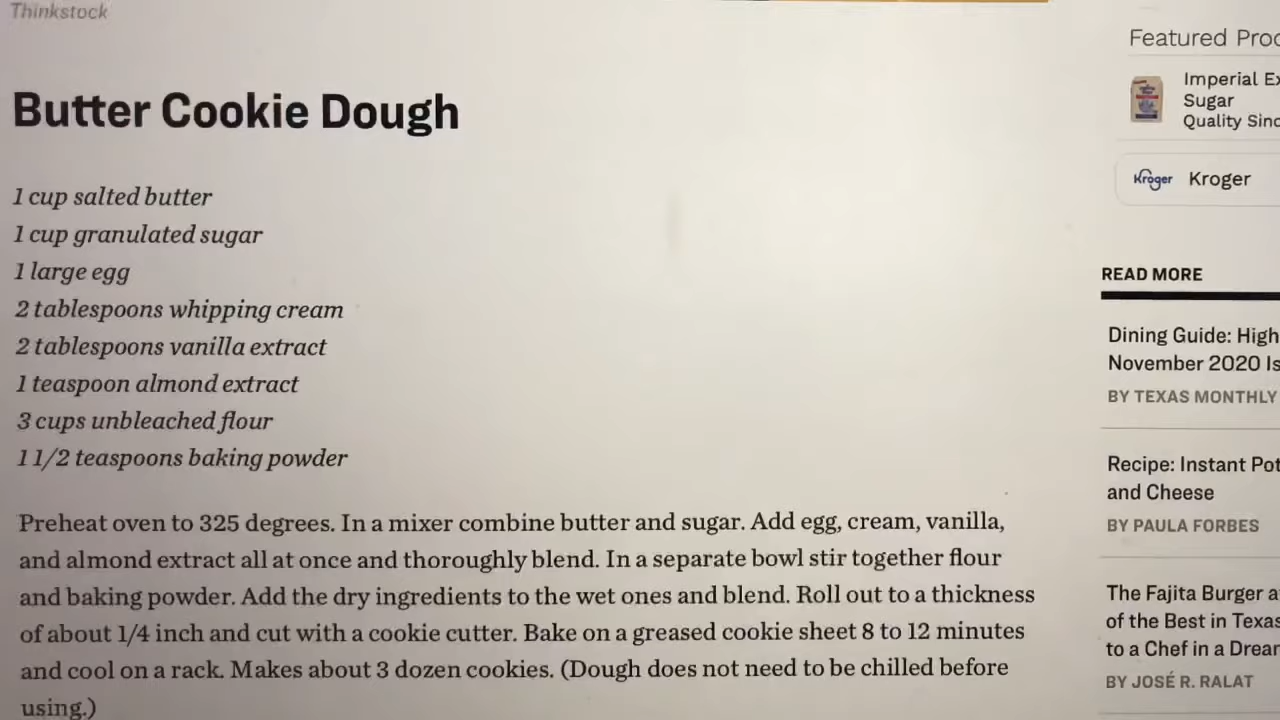 Thinkstock
Butter Cookie Dough
1 cup salted butter
1 cup granulated sugar
1 large egg
2 tablespoons whipping cream
2 tablespoons vanilla extract
1 teaspoon almond extract
3 cups unbleached flour
1 1/2 teaspoons baking powder
Preheat oven to 325 degrees. In a mixer combine butter and sugar. Add egg, cream, vanilla,
and almond extract all at once and thoroughly blend. In a separate bowl stir together flour
and baking powder. Add the dry ingredients to the wet ones and blend. Roll out to a thickness
of about 1/4 inch and cut with a cookie cutter. Bake on a greased cookie sheet 8 to 12 minutes
and cool on a rack. Makes about 3 dozen cookies. (Dough does not need to be chilled before
using.)
Featured
Imperial
Sugar
Quality
Kroger Kroger
READ MORE
Dining Guide: High
November 2020
BY TEXAS MONTHLY
Recipe: Instant Pot
and Cheese
BY PAULA FORBES
The Fajita Burger
of the Best in Texas
to a Chef in a
BY JOSÉ R. RALAT